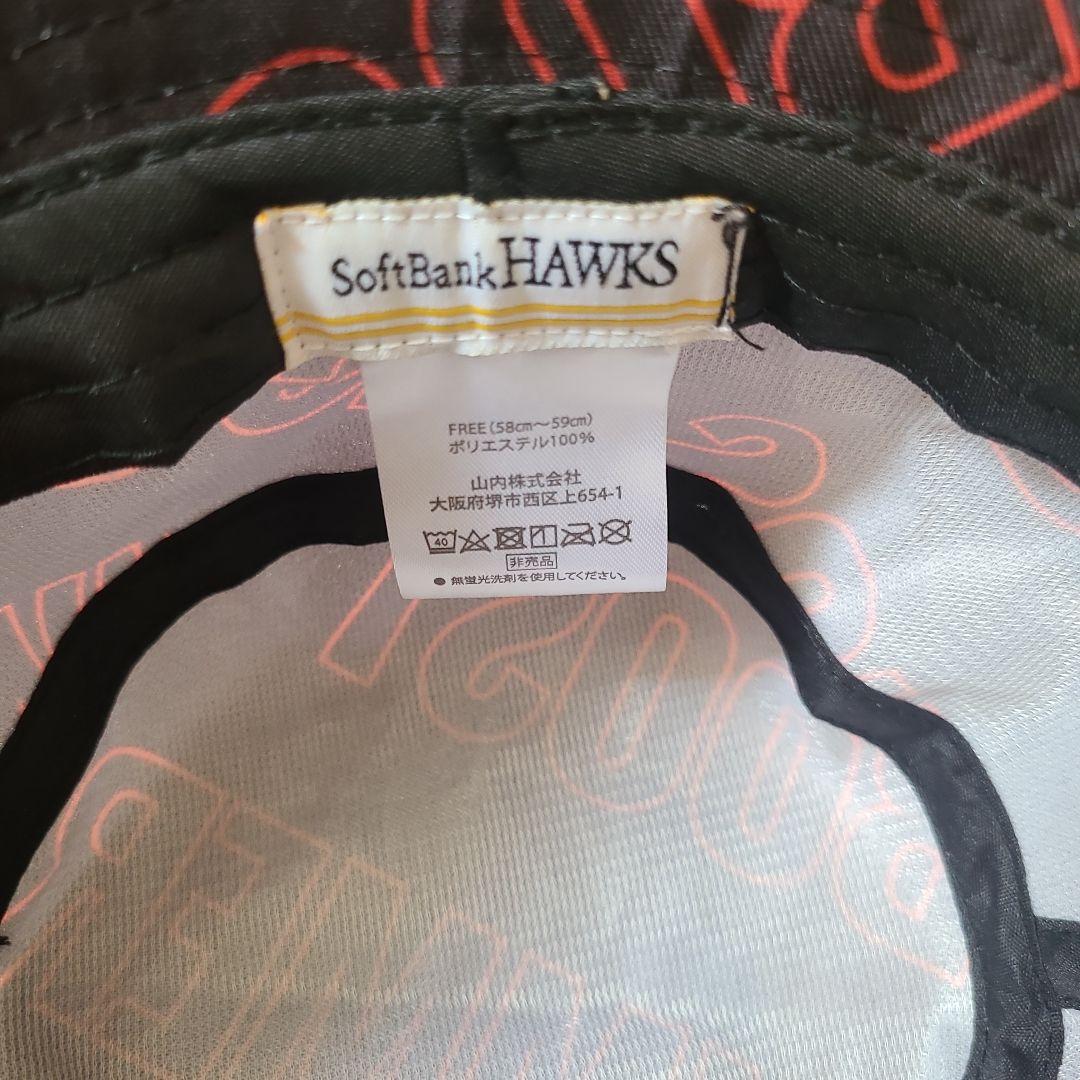 SoftBank HAWKS
FREE(58cm〜59cm)
ポリエステル100%
山内株式会社
大阪府堺市西区上654-1
40 1
非売品
● 無蛍光洗剤を使用してください。